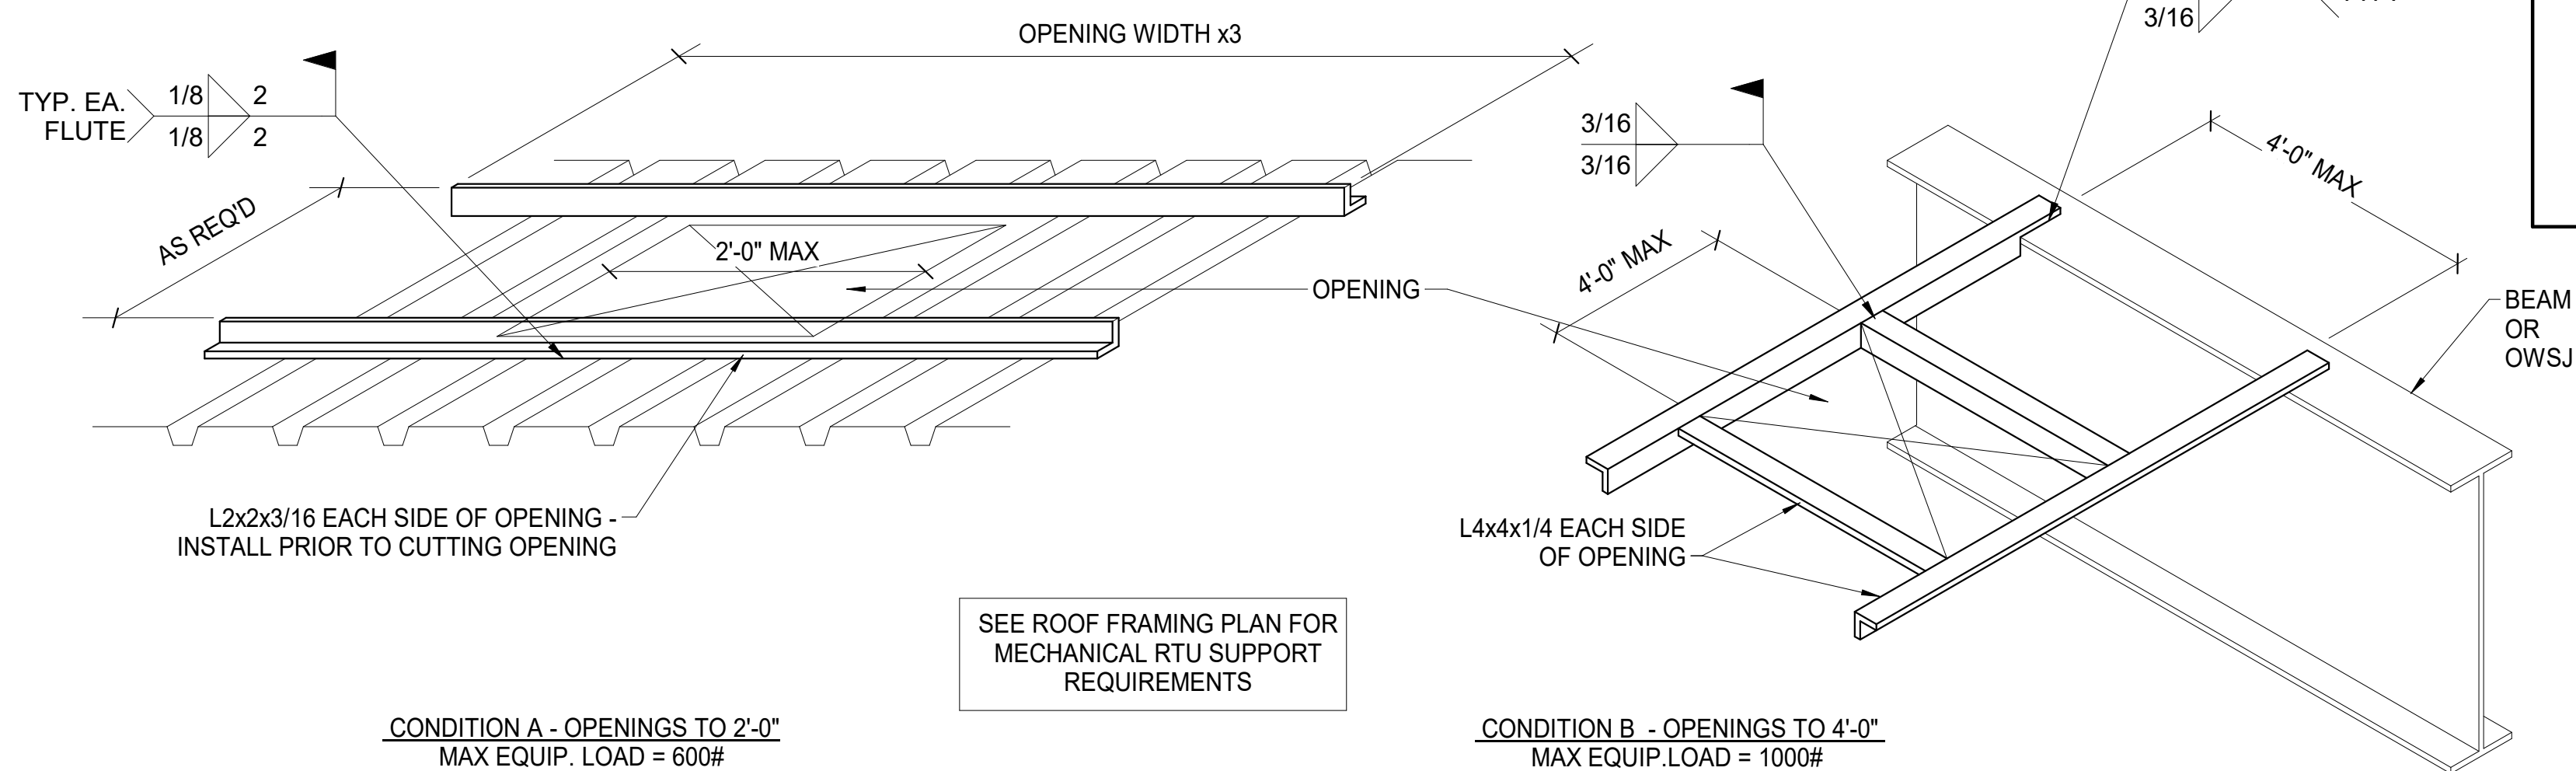 OPENING WIDTH x3
3/16
TYP. EA.
FLUTE
1/8
2
1/8
2
AS REQ'D
2'-0" MAX
OPENING
3/16
3/16
4'-0" MAX
4'-0" MAX
BEAM
OR
OWSJ
L2x2x3/16 EACH SIDE OF OPENING -
INSTALL PRIOR TO CUTTING OPENING
L4x4x1/4 EACH SIDE
OF OPENING
SEE ROOF FRAMING PLAN FOR
MECHANICAL RTU SUPPORT
REQUIREMENTS
CONDITION A - OPENINGS TO 2'-0"
MAX EQUIP. LOAD = 600#
CONDITION B - OPENINGS TO 4'-0"
MAX EQUIP.LOAD = 1000#